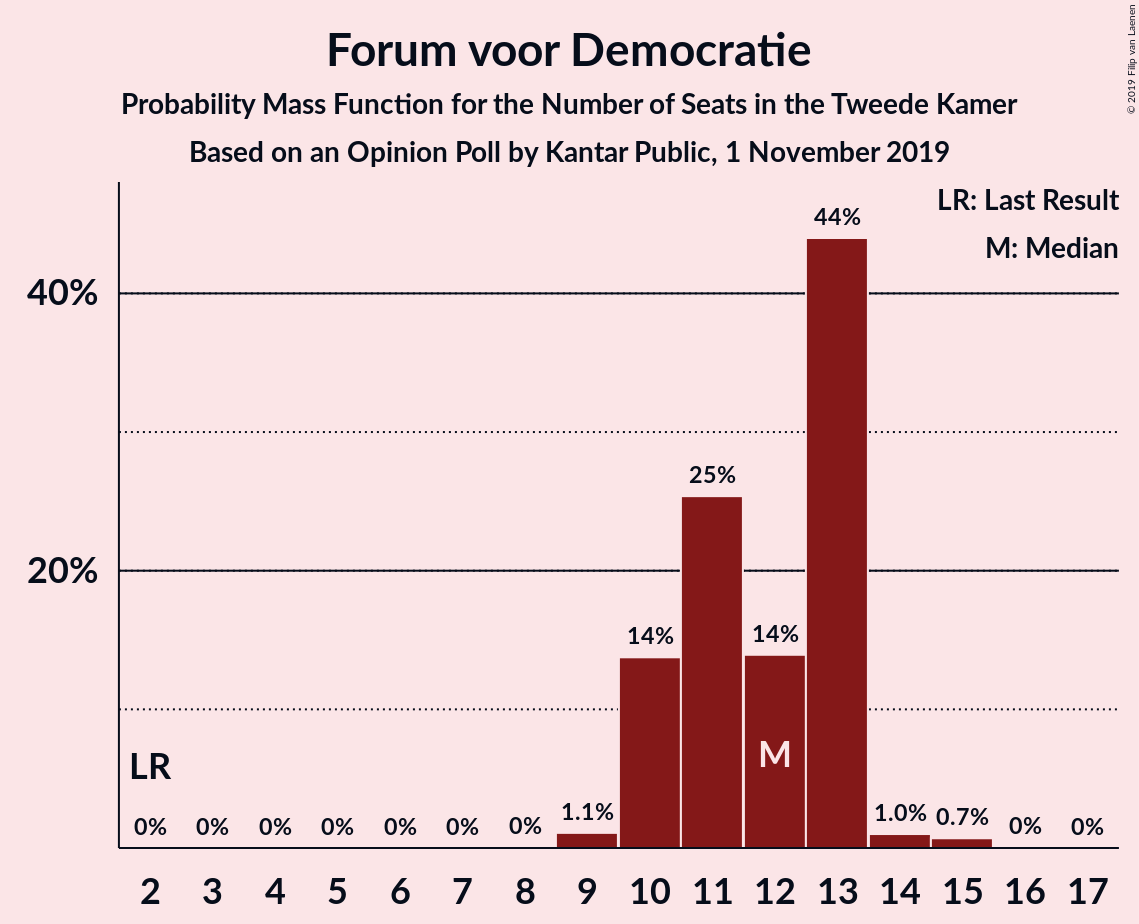 Forum voor Democratie
Probability Mass Function for the Number of Seats in the Tweede Kamer
Based on an Opinion Poll by Kantar Public, 1 November 2019
© 2019 Filip van Laenen
LR: Last Result
M: Median
44%
40%
25%
20%
14%
14%
M
LR
0%
0%
0%
0%
0%
0%
0%
1.1%
1.0%
0.7%
0%
0%
2 3 4 5 6 7 8 9 10 11 12 13 14 15 16 17